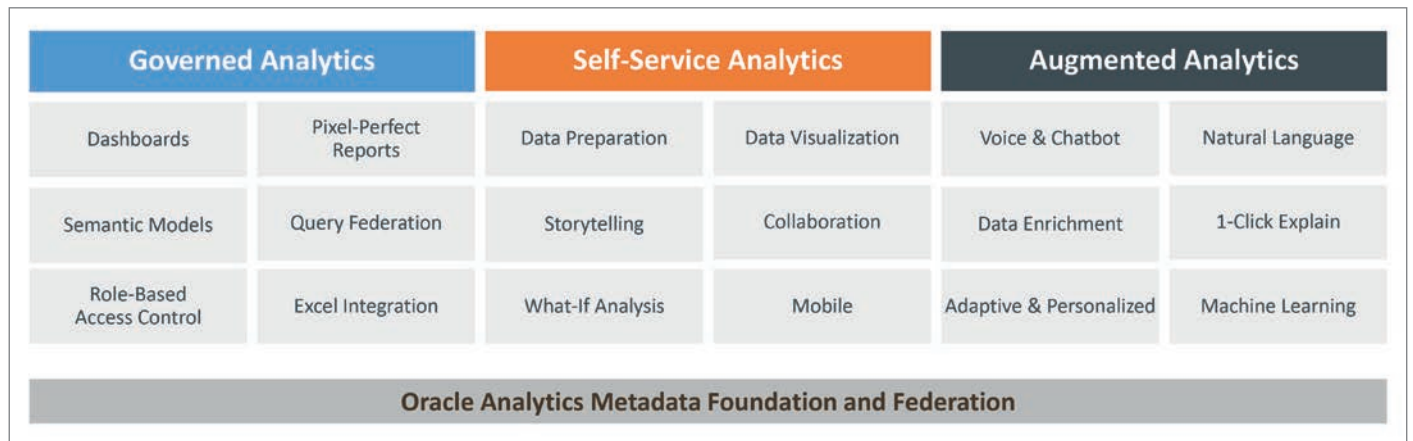 Governed Analytics
Self-Service Analytics
Augmented Analytics
Dashboards
Pixel-Perfect
Reports
Data Preparation
Data Visualization
Voice & Chatbot
Natural Language
Semantic Models
Query Federation
Storytelling
Collaboration
Data Enrichment
1-Click Explain
Role-Based
Access Control
Excel Integration
What-If Analysis
Mobile
Adaptive & Personalized
Machine Learning
Oracle Analytics Metadata Foundation and Federation